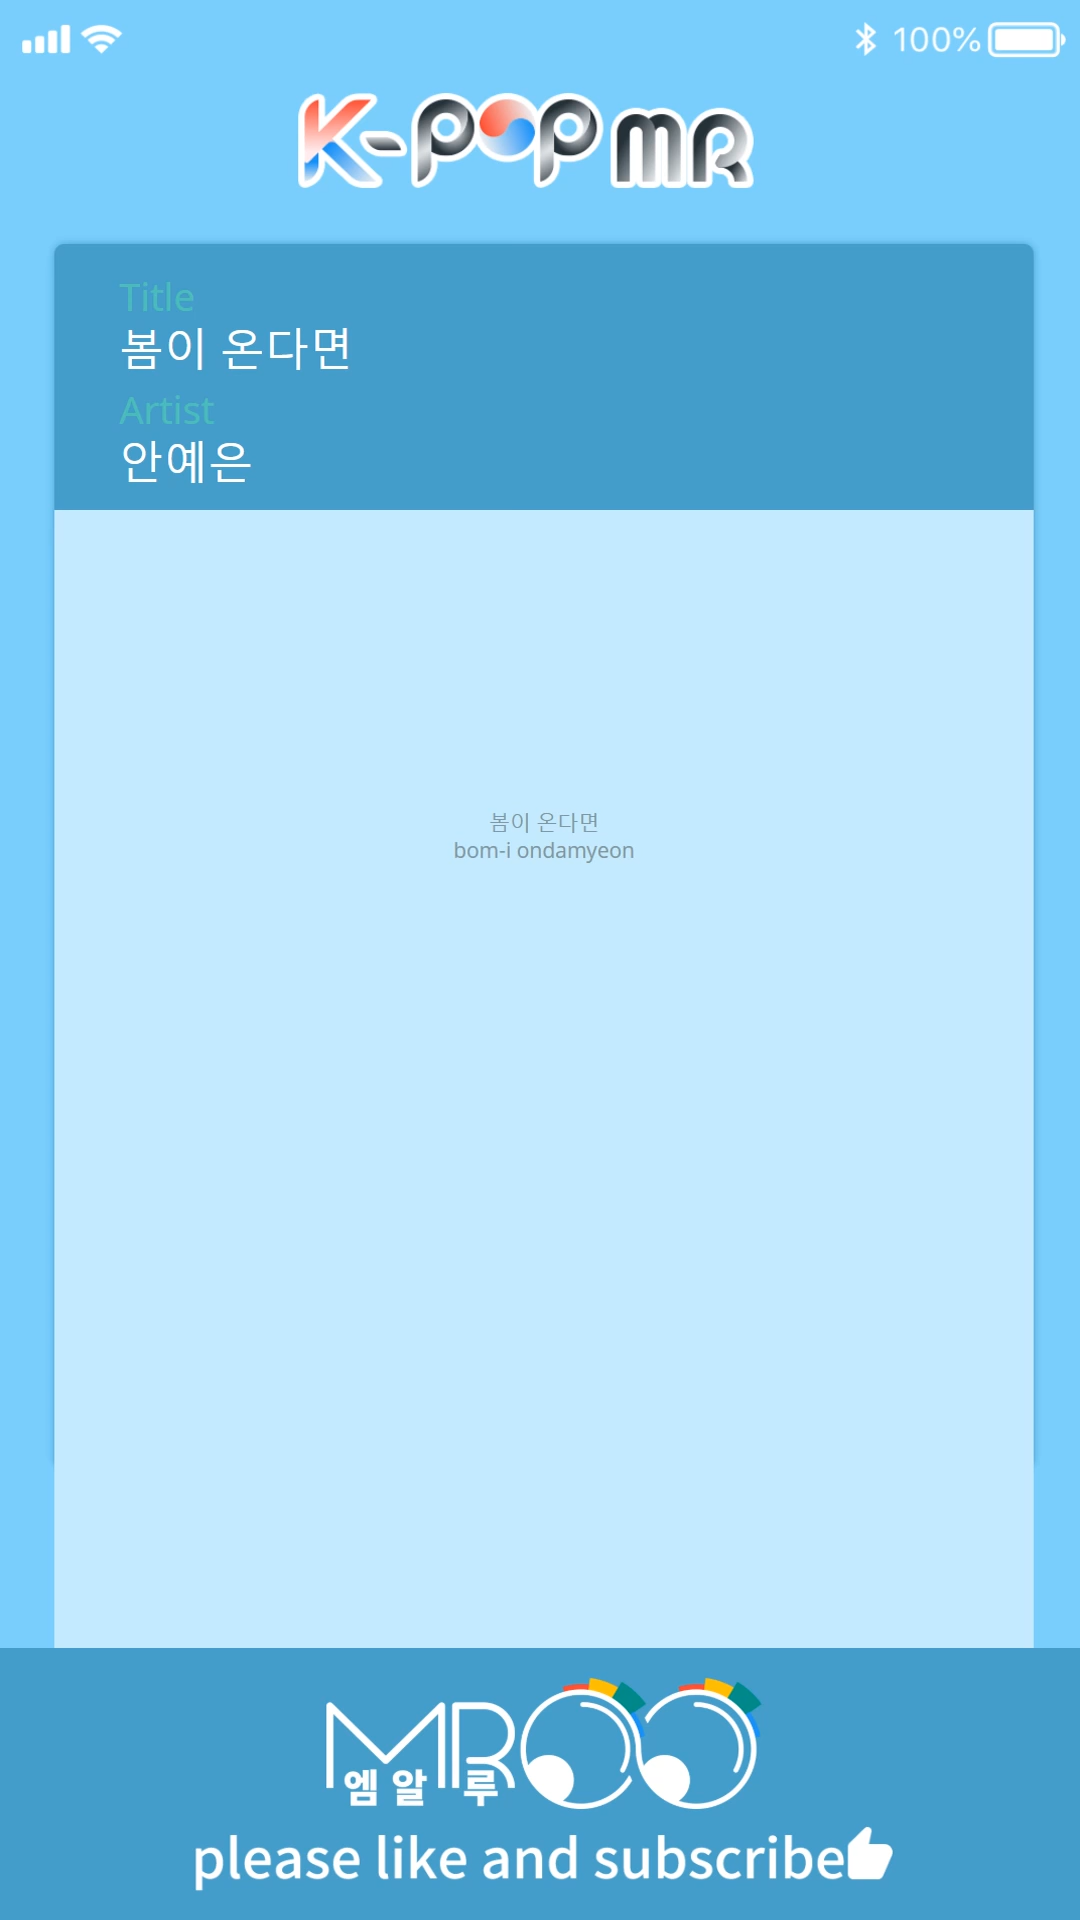 100%
K-POP MR
Title
봄이 온다면
Artist
안예은
봄이 온다면
bom-i ondamyeon
MROO
엠알루
please like and subscribe